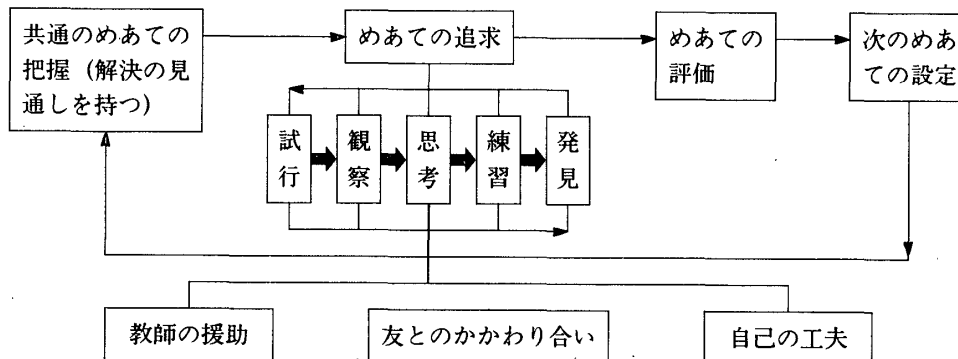 共通のめあての
把握（解決の見
通しを持つ）
めあての追求
めあての
評価
次のめあ
ての設定
試行
観察
思考
練習
発見
教師の援助
友とのかかわり合い
自己の工夫